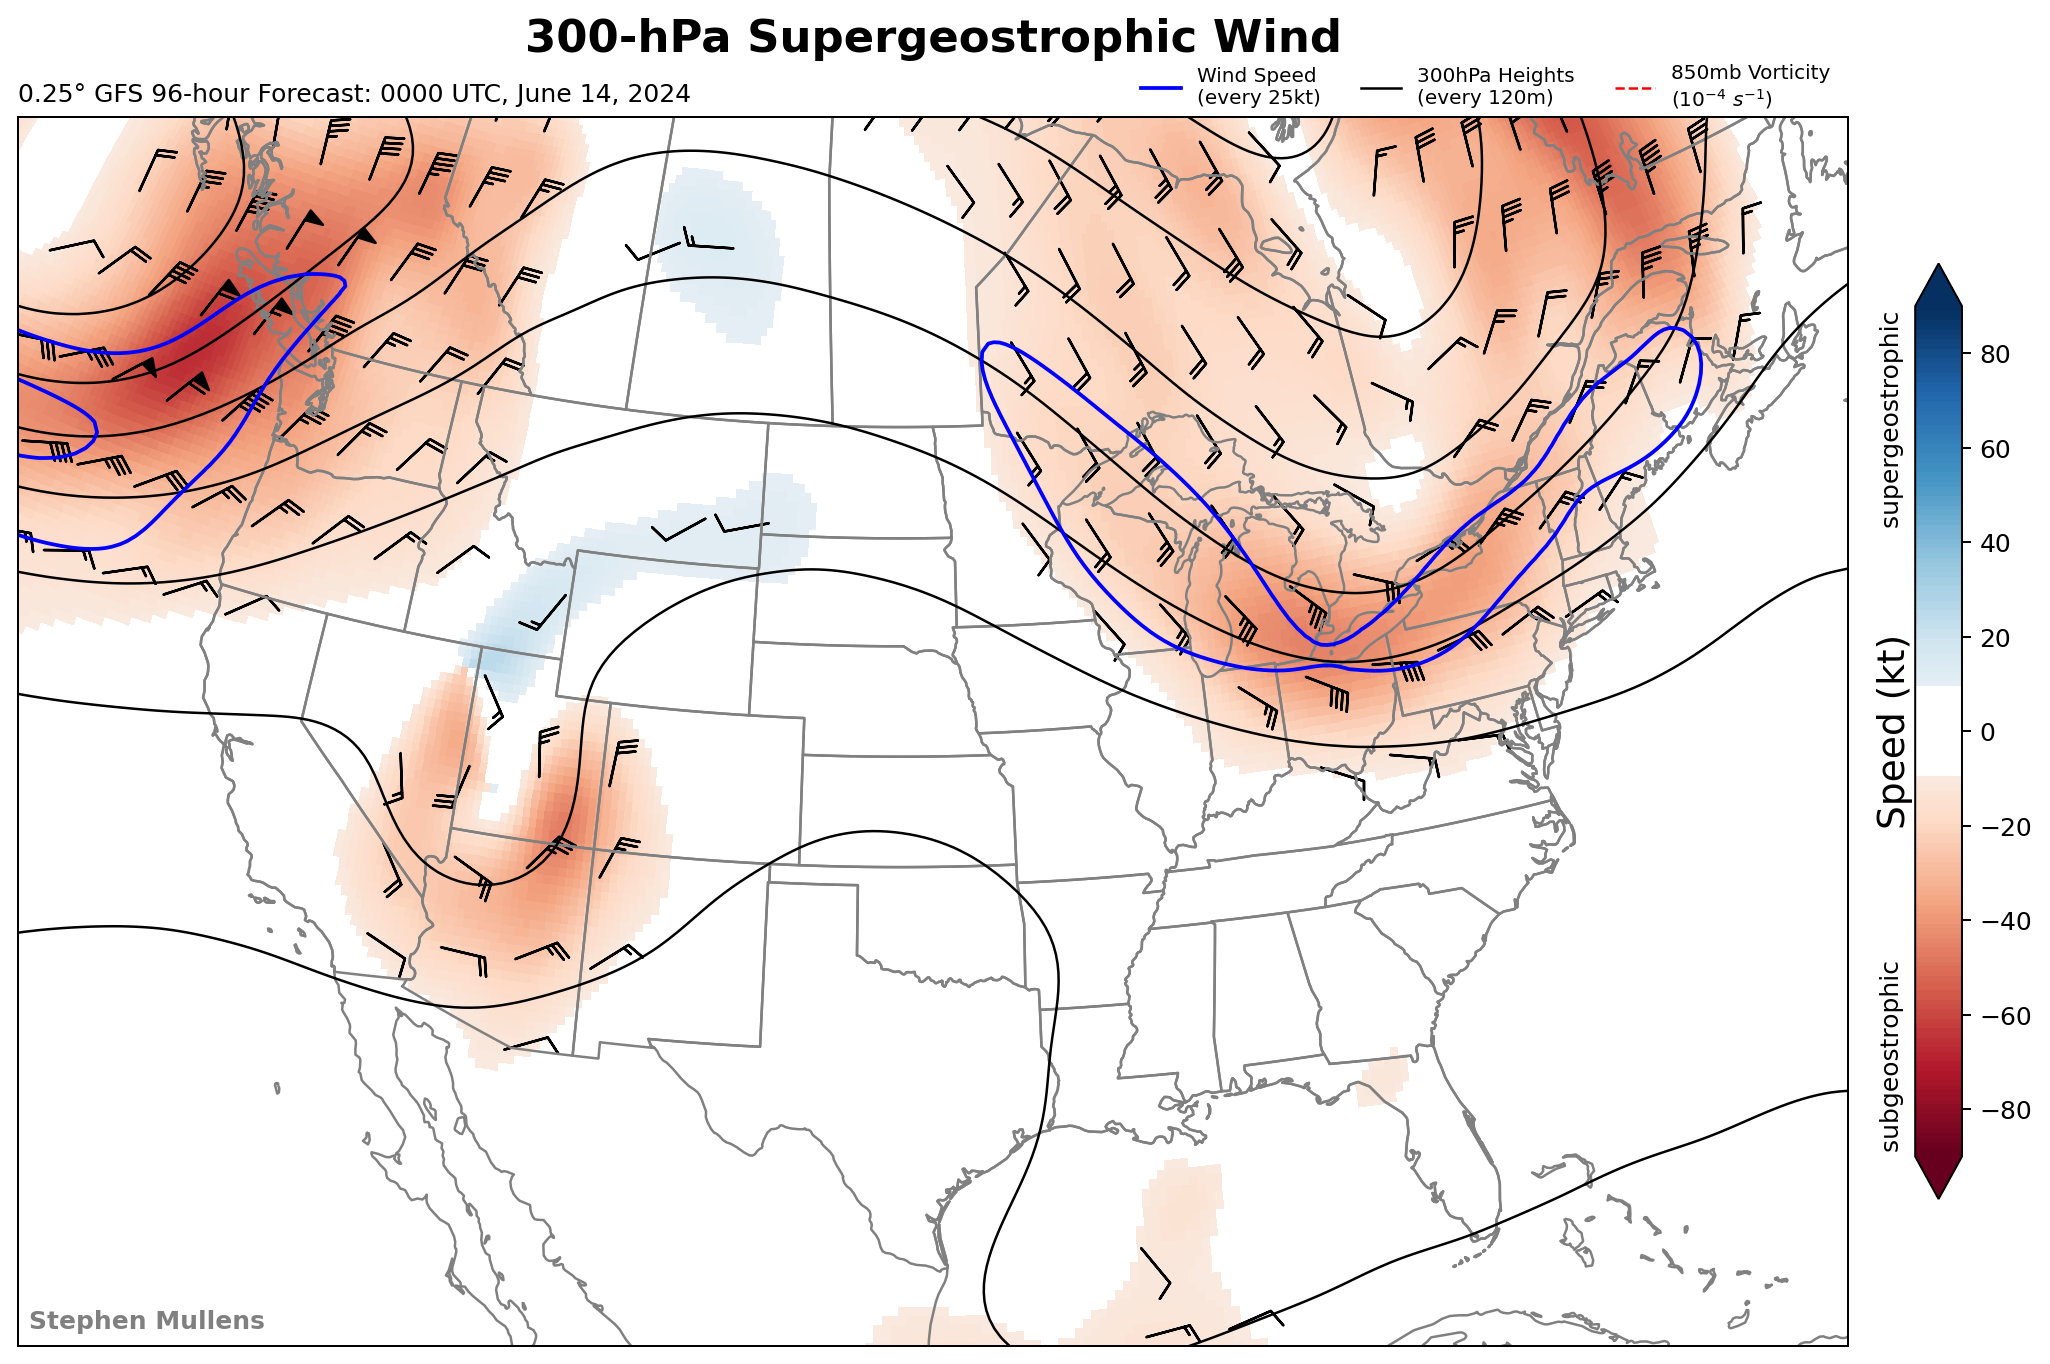 300-hPa Supergeostrophic Wind
0.25° GFS 96-hour Forecast: 0000 UTC, June 14, 2024
Wind Speed
(every 25kt)
300hPa Heights
(every 120m)
850mb Vorticity
(10⁻⁴ s⁻¹)
supergeostrophic
Speed (kt)
subgeostrophic
80
60
40
20
0
−20
−40
−60
−80
Stephen Mullens